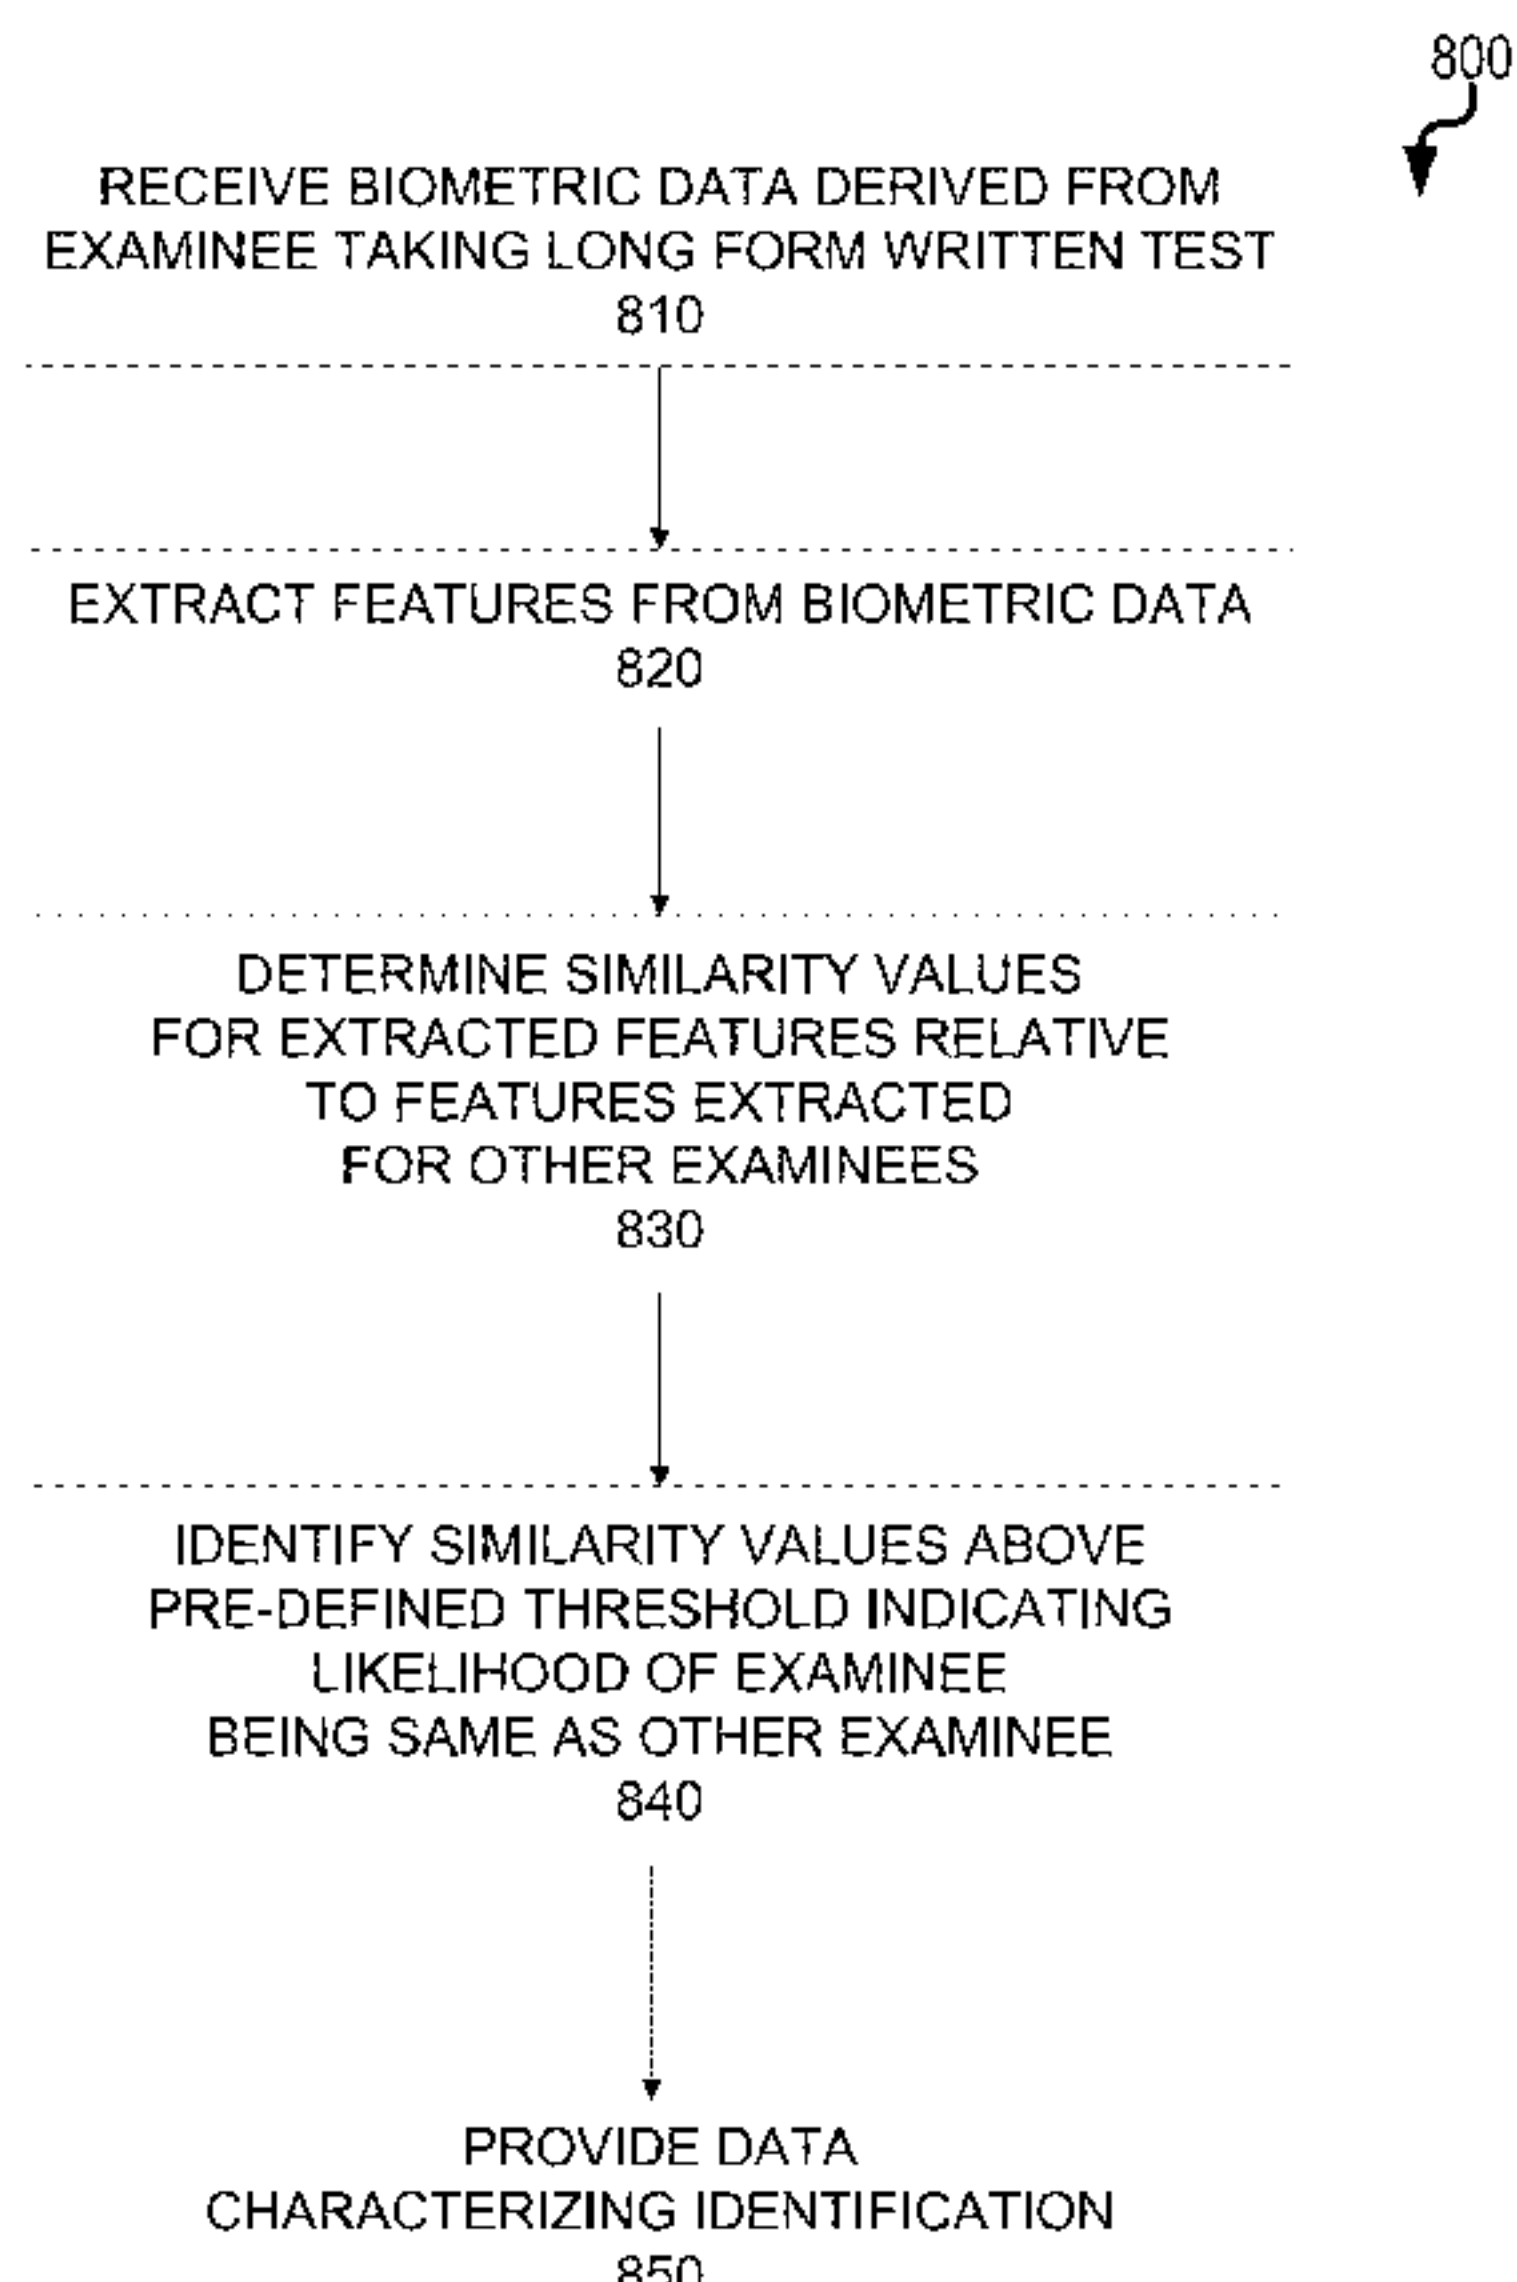 800
RECEIVE BIOMETRIC DATA DERIVED FROM
EXAMINEE TAKING LONG FORM WRITTEN TEST
810
EXTRACT FEATURES FROM BIOMETRIC DATA
820
DETERMINE SIMILARITY VALUES
FOR EXTRACTED FEATURES RELATIVE
TO FEATURES EXTRACTED
FOR OTHER EXAMINEES
830
IDENTIFY SIMILARITY VALUES ABOVE
PRE-DEFINED THRESHOLD INDICATING
LIKELIHOOD OF EXAMINEE
BEING SAME AS OTHER EXAMINEE
840
PROVIDE DATA
CHARACTERIZING IDENTIFICATION
850